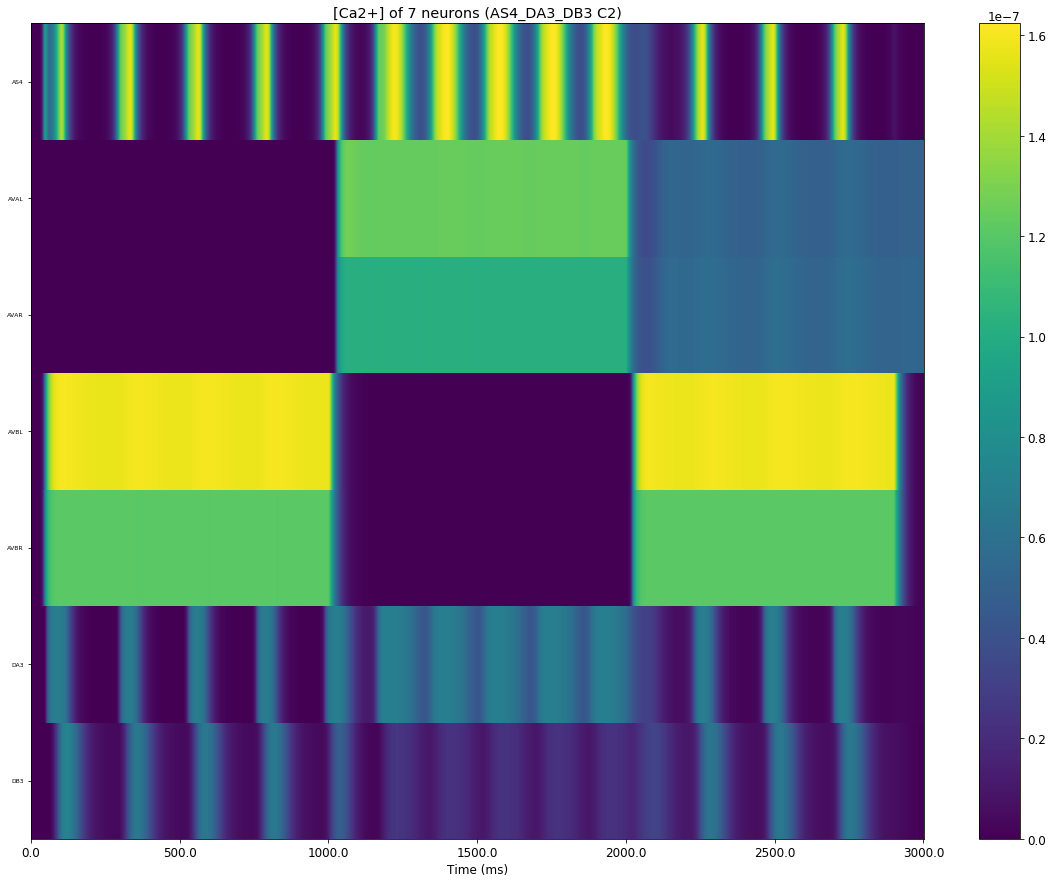 [Ca2+] of 7 neurons (AS4_DA3_DB3 C2)
1e−7
AS4
AVAL
AVAR
AVBL
AVBR
DA3
DB3
0.0 500.0 1000.0 1500.0 2000.0 2500.0 3000.0
Time (ms)
1.6
1.4
1.2
1.0
0.8
0.6
0.4
0.2
0.0